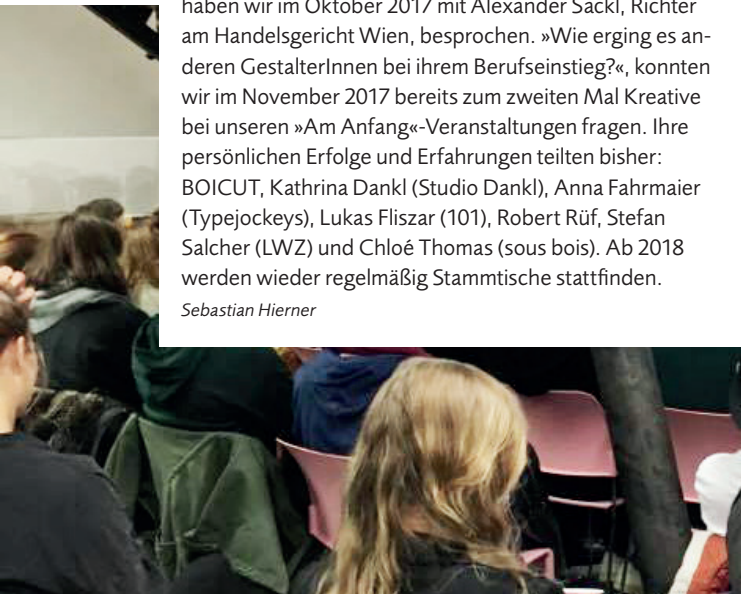 haben wir im Oktober 2017 mit Alexander Sackl, Richter
am Handelsgericht Wien, besprochen. »Wie erging es an-
deren GestalterInnen bei ihrem Berufseinstieg?«, konnten
wir im November 2017 bereits zum zweiten Mal Kreative
bei unseren »Am Anfang«-Veranstaltungen fragen. Ihre
persönlichen Erfolge und Erfahrungen teilten bisher:
BOICUT, Kathrina Dankl (Studio Dankl), Anna Fahrmaier
(Typejockeys), Lukas Fliszar (101), Robert Rüf, Stefan
Salcher (LWZ) und Chloé Thomas (sous bois). Ab 2018
werden wieder regelmäßig Stammtische stattfinden.
Sebastian Hierner